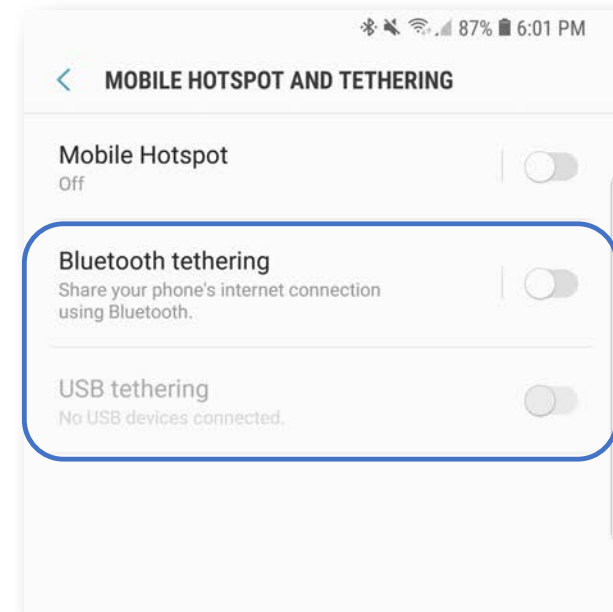 87% 6:01 PM
MOBILE HOTSPOT AND TETHERING
Mobile Hotspot
Off
Bluetooth tethering
Share your phone's internet connection
using Bluetooth.
USB tethering
No USB devices connected.